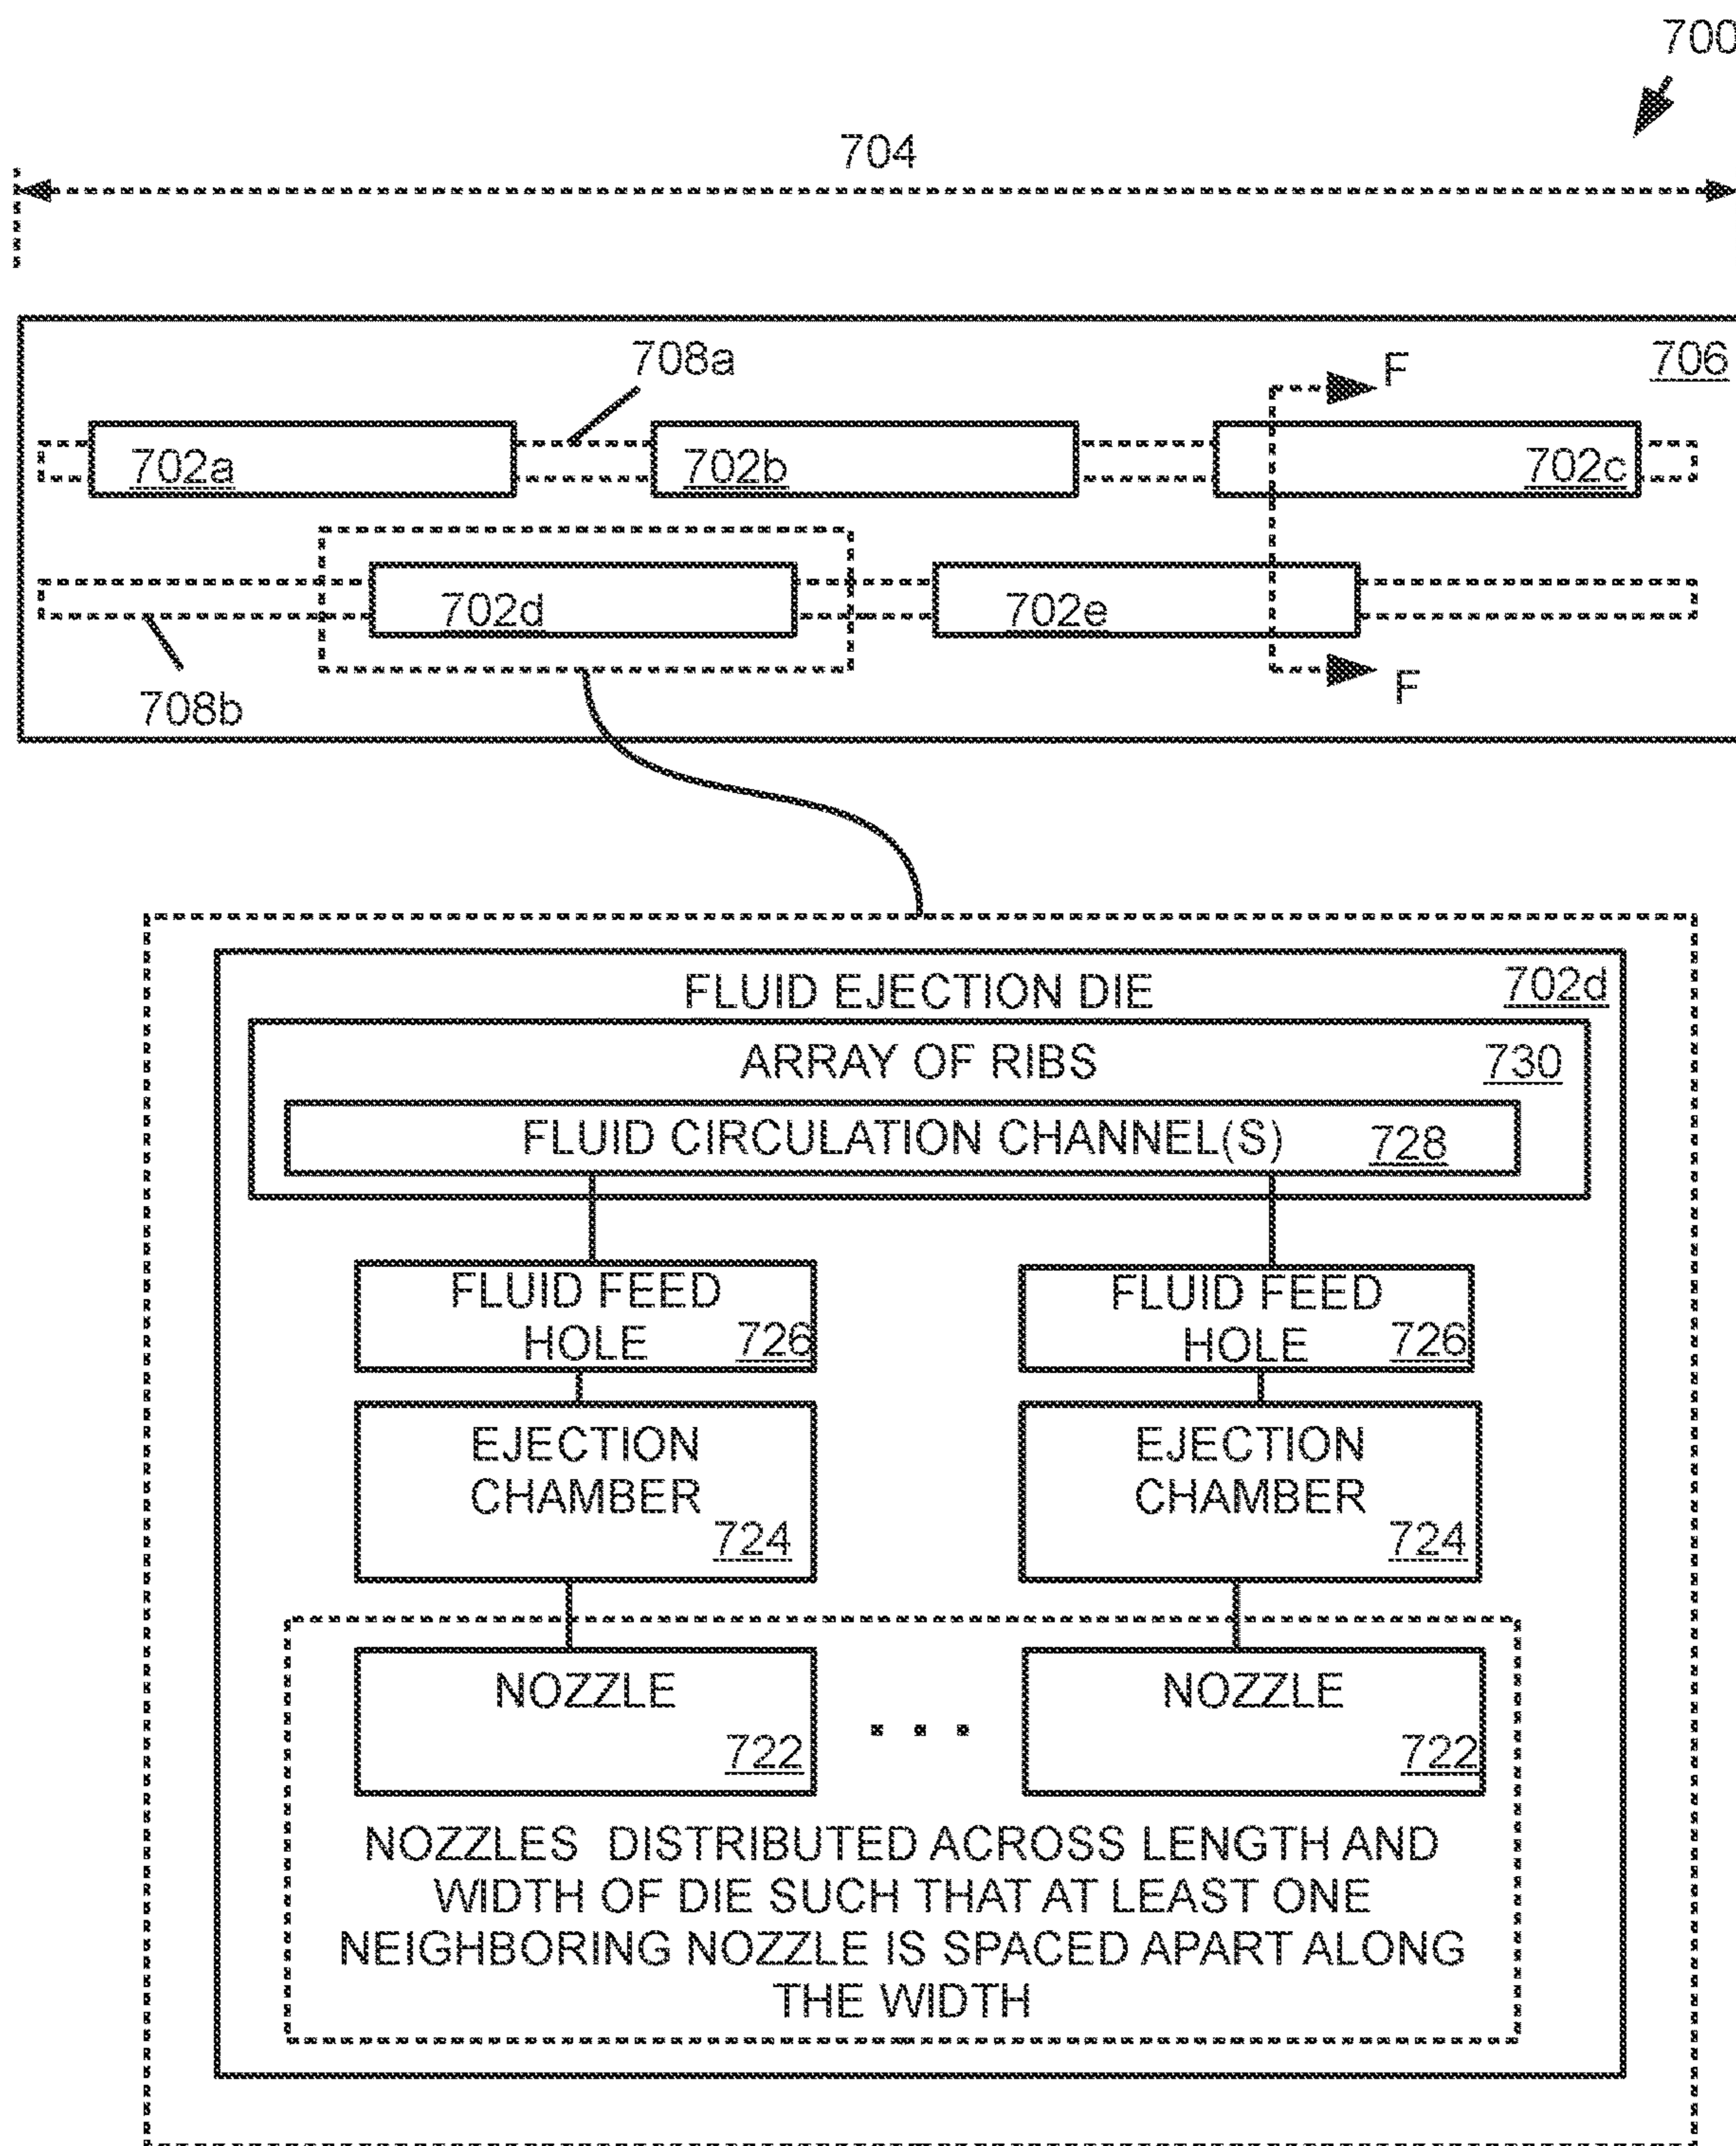 700
704
708a
706
F
702a
702b
702c
702d
702e
708b
F
FLUID EJECTION DIE
702d
ARRAY OF RIBS
730
FLUID CIRCULATION CHANNEL(S)
728
FLUID FEED
HOLE
726
FLUID FEED
HOLE
726
EJECTION
CHAMBER
724
EJECTION
CHAMBER
724
NOZZLE
722
. . .
NOZZLE
722
NOZZLES DISTRIBUTED ACROSS LENGTH AND
WIDTH OF DIE SUCH THAT AT LEAST ONE
NEIGHBORING NOZZLE IS SPACED APART ALONG
THE WIDTH